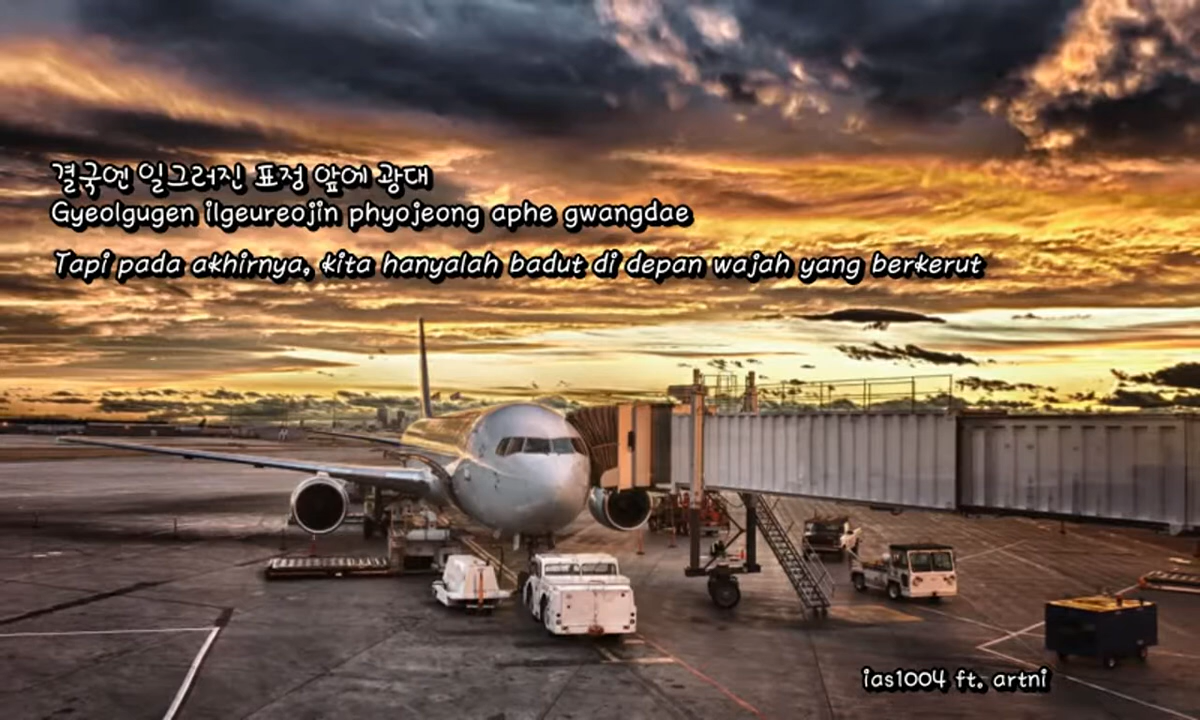 결국엔 일그러진 표정 앞에 광대
Gyeolgugen ilgeureojin phyojeong aphe gwangdae
Tapi pada akhirnya, kita hanyalah badut di depan wajah yang berkerut
ias1004 ft. artni